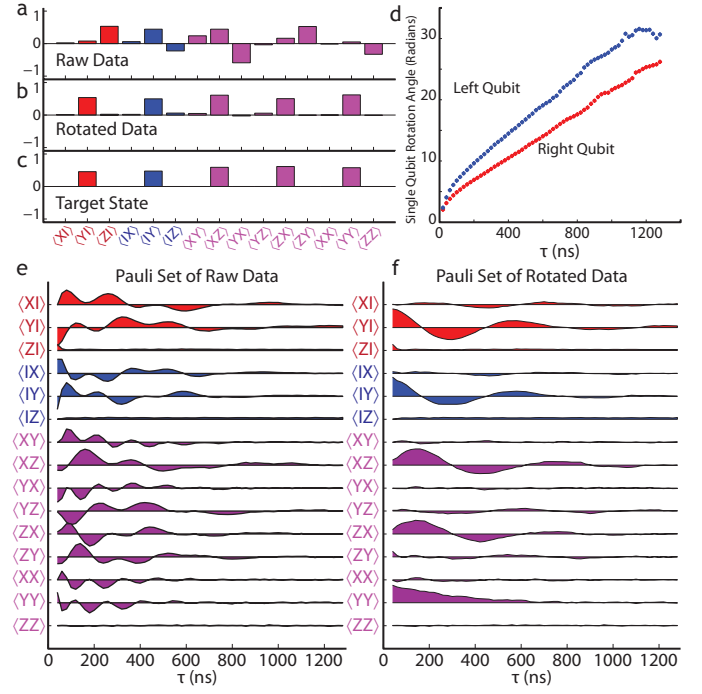 a
1
0
−1
Raw Data
b
1
0
−1
Rotated Data
c
1
0
−1
Target State
⟨XI⟩ ⟨YI⟩ ⟨ZI⟩ ⟨IX⟩ ⟨IY⟩ ⟨IZ⟩ ⟨XY⟩ ⟨XZ⟩ ⟨YX⟩ ⟨YZ⟩ ⟨ZX⟩ ⟨ZY⟩ ⟨XX⟩ ⟨YY⟩ ⟨ZZ⟩
d
Single Qubit Rotation Angle (Radians)
30
20
10
0
Left Qubit
Right Qubit
0 400 800 1200
τ (ns)
e
Pauli Set of Raw Data
⟨XI⟩
⟨YI⟩
⟨ZI⟩
⟨IX⟩
⟨IY⟩
⟨IZ⟩
⟨XY⟩
⟨XZ⟩
⟨YX⟩
⟨YZ⟩
⟨ZX⟩
⟨ZY⟩
⟨XX⟩
⟨YY⟩
⟨ZZ⟩
0 200 400 600 800 1000 1200
τ (ns)
f
Pauli Set of Rotated Data
⟨XI⟩
⟨YI⟩
⟨ZI⟩
⟨IX⟩
⟨IY⟩
⟨IZ⟩
⟨XY⟩
⟨XZ⟩
⟨YX⟩
⟨YZ⟩
⟨ZX⟩
⟨ZY⟩
⟨XX⟩
⟨YY⟩
⟨ZZ⟩
0 200 400 600 800 1000 1200
τ (ns)